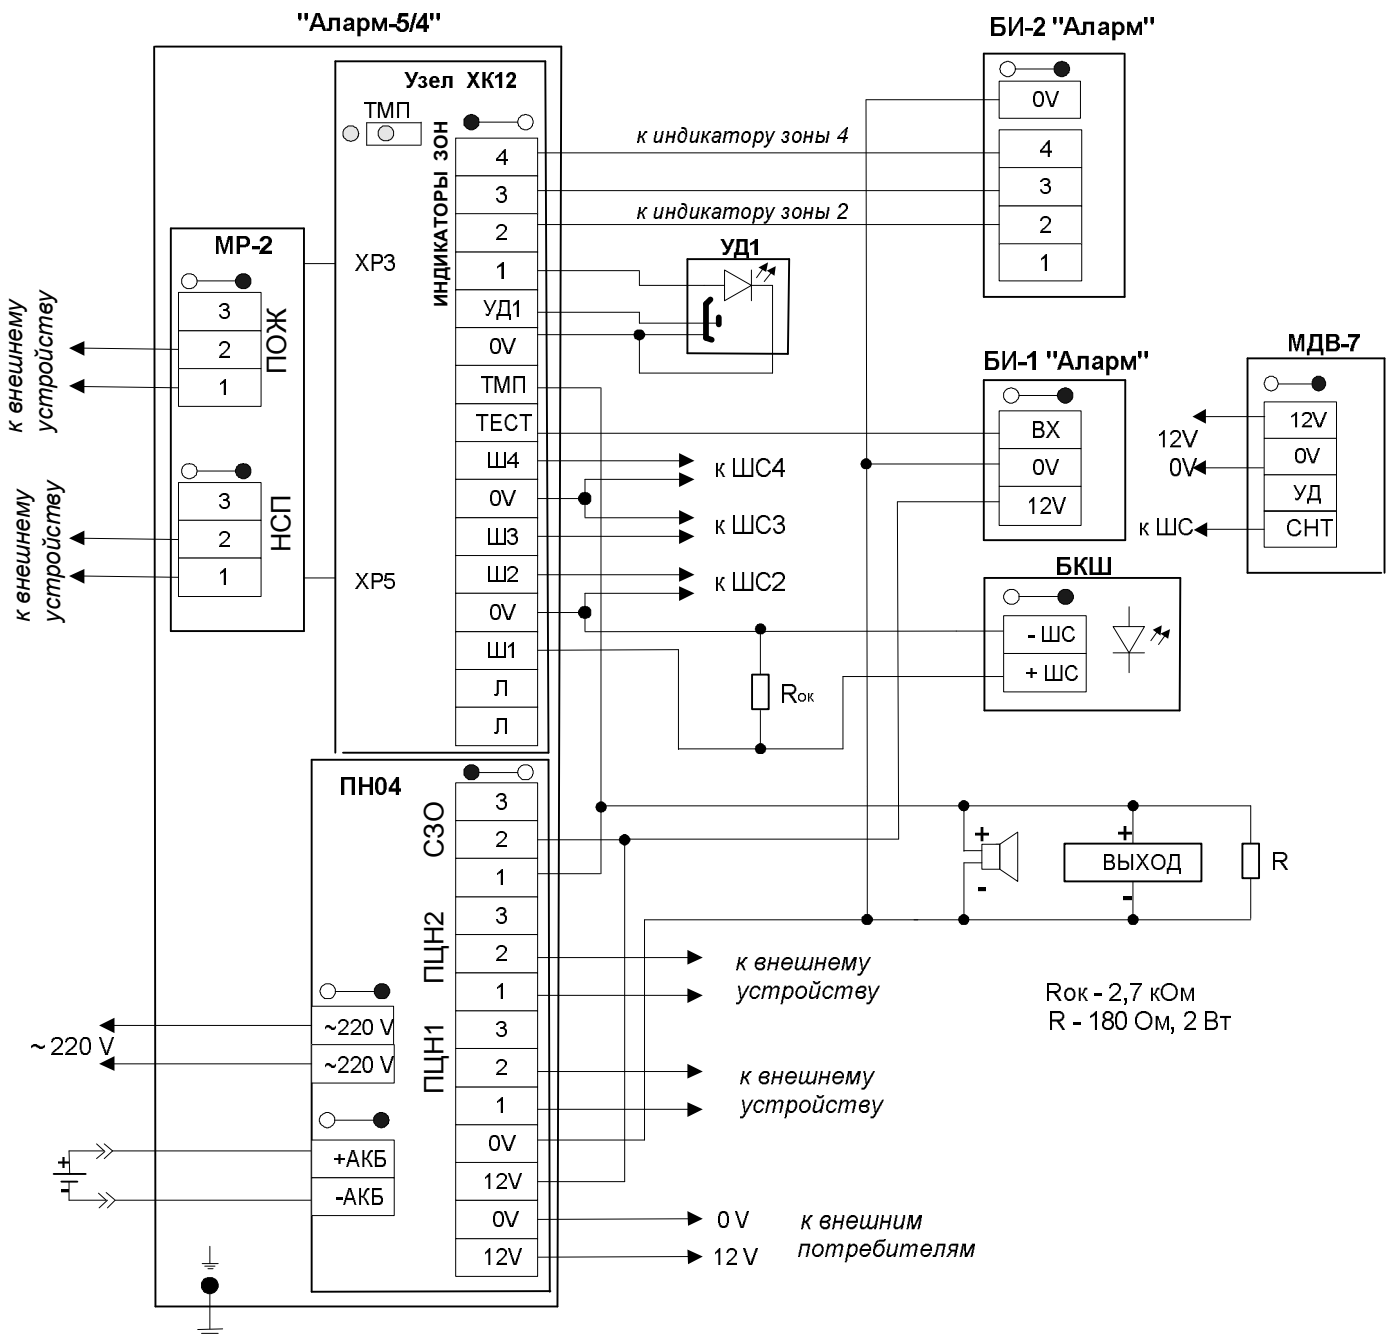 "Аларм-5/4"
Узел ХК12
ТМП
ИНДИКАТОРЫ ЗОН
4
3
2
1
УД1
0V
ТМП
ТЕСТ
Ш4
0V
Ш3
Ш2
0V
Ш1
Л
Л
ХР3
ХР5
МР-2
3
2
1
ПОЖ
3
2
1
НСП
к внешнему
устройству
к внешнему
устройству
к индикатору зоны 4
к индикатору зоны 2
БИ-2 "Аларм"
0V
4
3
2
1
УД1
БИ-1 "Аларм"
ВХ
0V
12V
МДВ-7
12V
0V
УД
СНТ
12V
0V
к ШС
к ШС4
к ШС3
к ШС2
БКШ
- ШС
+ ШС
Rок
ПН04
СЗО
3
2
1
ПЦН2
3
2
1
ПЦН1
3
2
1
0V
12V
0V
12V
~220 V
~220 V
~ 220 V
+АКБ
-АКБ
+
-
+
-
+
ВЫХОД
-
R
к внешнему
устройству
Rок - 2,7 кОм
R - 180 Ом, 2 Вт
к внешнему
устройству
0 V
12 V
к внешним
потребителям